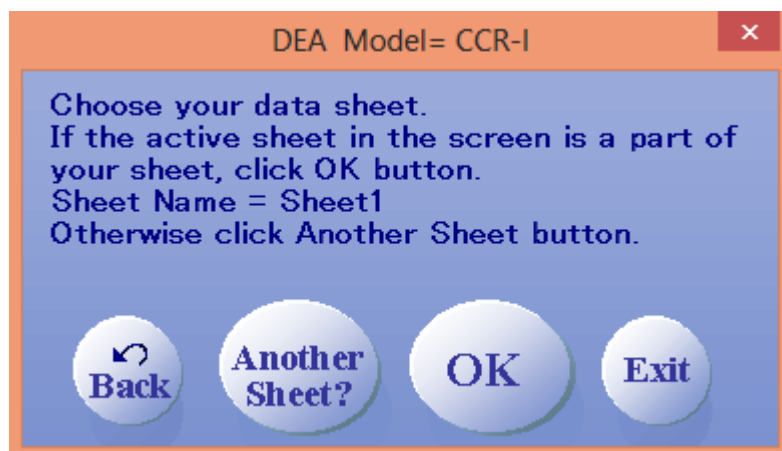 DEA Model= CCR-I
Choose your data sheet.
If the active sheet in the screen is a part of
your sheet, click OK button.
Sheet Name = Sheet1
Otherwise click Another Sheet button.
Back
Another
Sheet?
OK
Exit